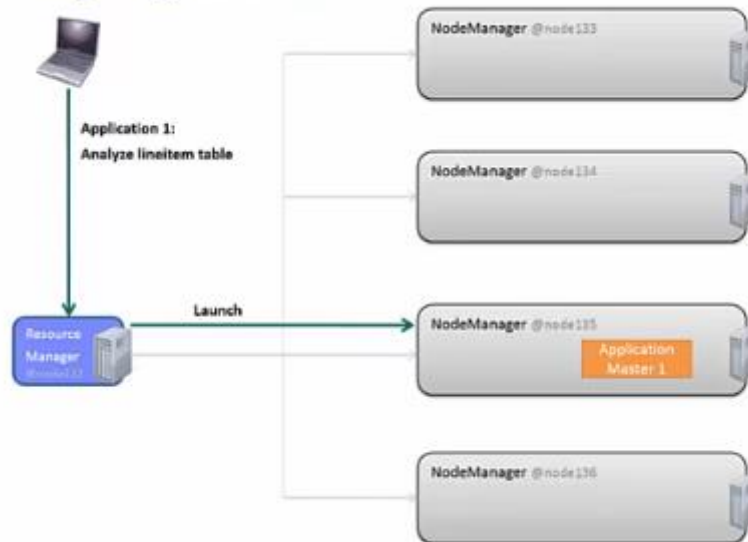 NodeManager @node133
Application 1:
Analyze lineitem table
NodeManager @node134
Launch
Resource
Manager
@node132
NodeManager @node135
Application
Master 1
NodeManager @node136